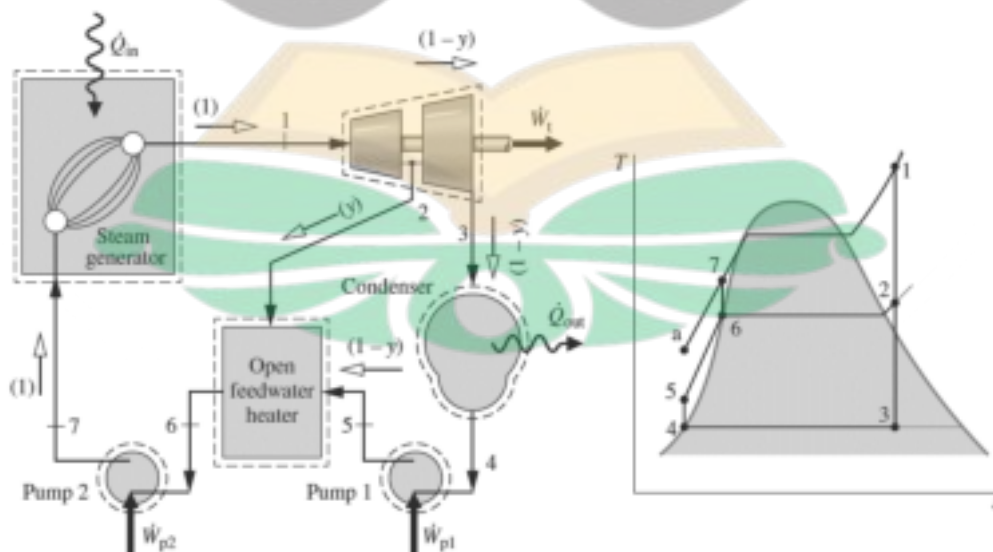 Q̇in
(1 – y)
(1)
1
Ẇt
(y)
2
Steam
generator
3
(1 – y)
Condenser
Q̇out
(1 – y)
Open
feedwater
heater
(1)
7
6
5
4
Pump 2
Pump 1
Ẇp2
Ẇp1
T
1
7
2
6
a
5
4
3